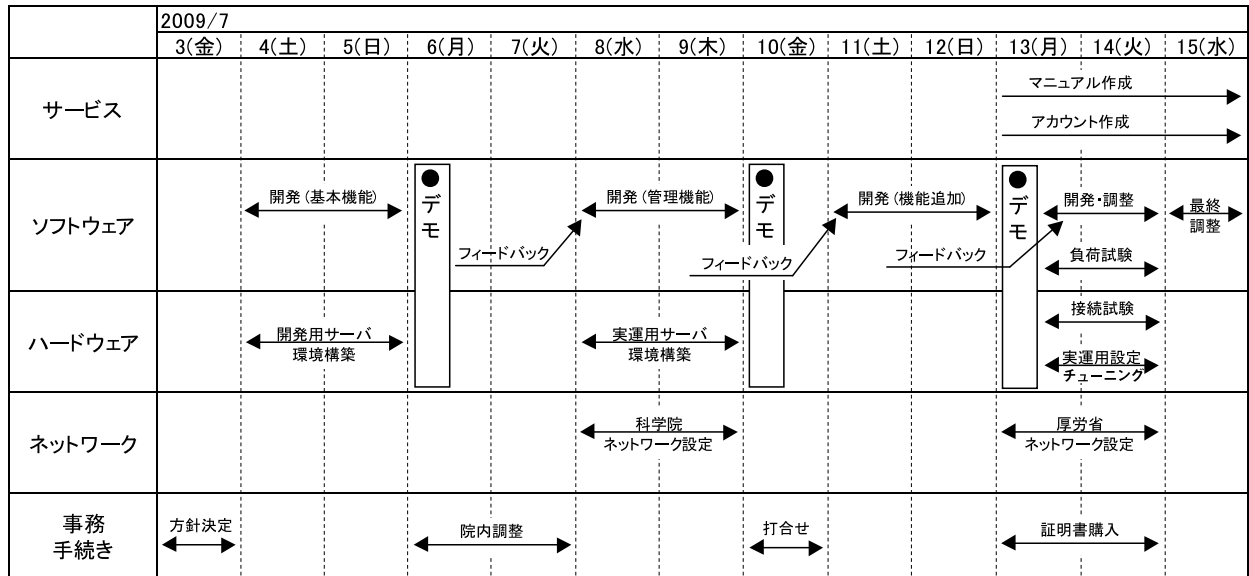 2009/7
3(金) 4(土) 5(日) 6(月) 7(火) 8(水) 9(木) 10(金) 11(土) 12(日) 13(月) 14(火) 15(水)
サービス
マニュアル作成
アカウント作成
ソフトウェア
開発(基本機能)
開発(管理機能)
開発(機能追加)
開発・調整
最終
調整
●デモ
●デモ
●デモ
フィードバック
フィードバック
フィードバック
負荷試験
ハードウェア
開発用サーバ
環境構築
実運用サーバ
環境構築
接続試験
実運用設定
チューニング
ネットワーク
科学院
ネットワーク設定
厚労省
ネットワーク設定
事務
手続き
方針決定
院内調整
打合せ
証明書購入